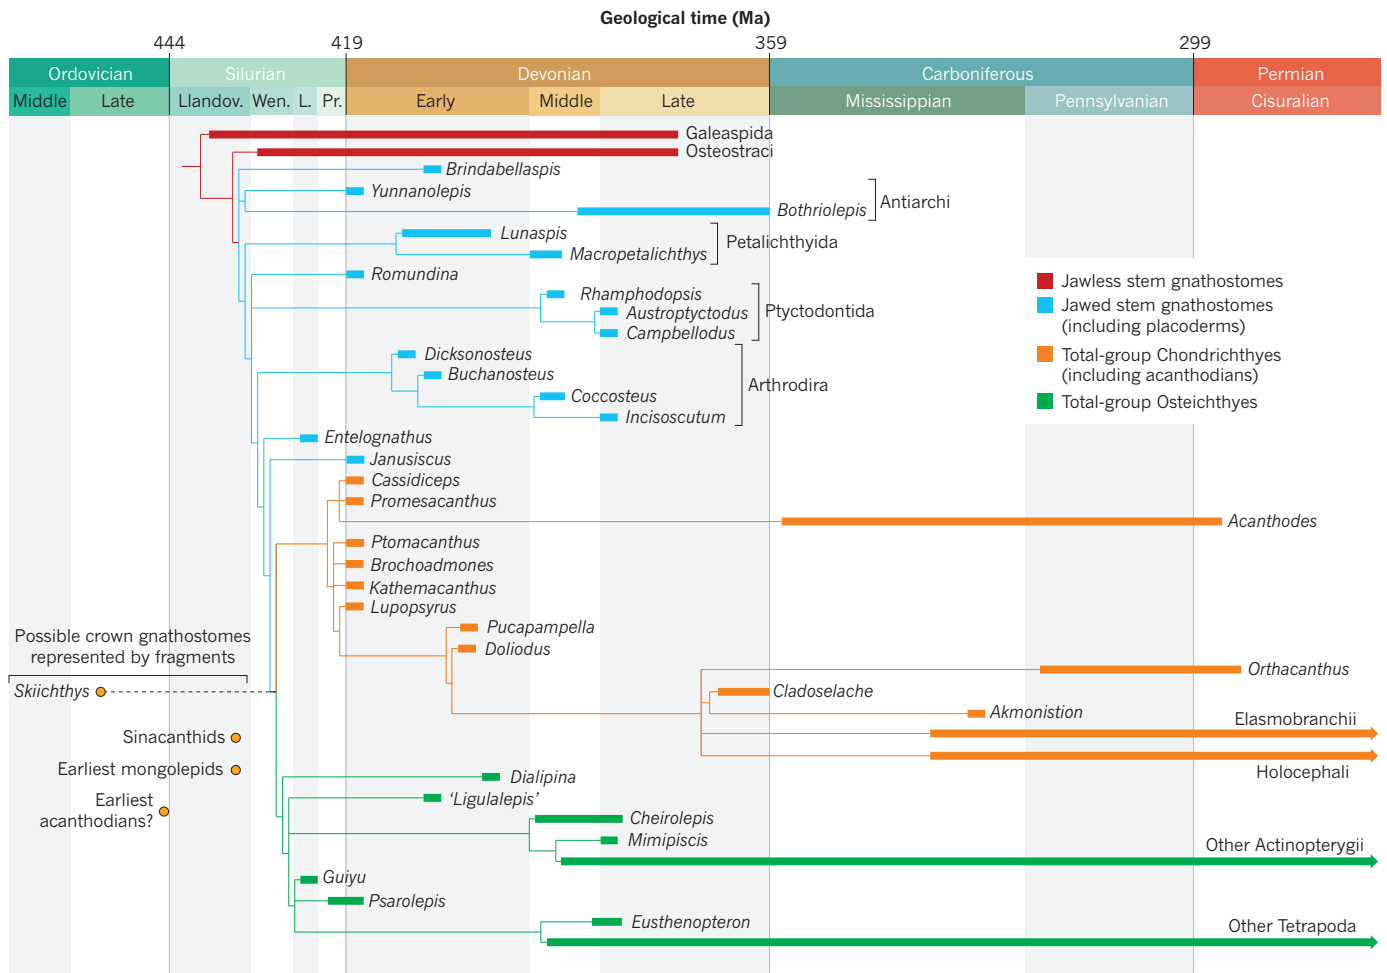 Geological time (Ma)
444
419
359
299
Ordovician
Silurian
Devonian
Carboniferous
Permian
Middle
Late
Llandov.
Wen.
L.
Pr.
Early
Middle
Late
Mississippian
Pennsylvanian
Cisuralian
Galeaspida
Osteostraci
Brindabellaspis
Yunnanolepis
Bothriolepis
Antiarchi
Lunaspis
Macropetalichthys
Petalichthyida
Romundina
Rhamphodopsis
Austroptyctodus
Campbellodus
Ptyctodontida
Dicksonosteus
Buchanosteus
Coccosteus
Incisoscutum
Arthrodira
Jawless stem gnathostomes
Jawed stem gnathostomes
(including placoderms)
Total-group Chondrichthyes
(including acanthodians)
Total-group Osteichthyes
Entelognathus
Janusiscus
Cassidiceps
Promesacanthus
Acanthodes
Ptomacanthus
Brochoadmones
Kathemacanthus
Lupopsyrus
Pucapampella
Doliodus
Possible crown gnathostomes
represented by fragments
Skiichthys
Orthacanthus
Cladoselache
Akmonistion
Elasmobranchii
Holocephali
Sinacanthids
Earliest mongolepids
Earliest
acanthodians?
Dialipina
‘Ligulalepis’
Cheirolepis
Mimipiscis
Other Actinopterygii
Guiyu
Psarolepis
Eusthenopteron
Other Tetrapoda